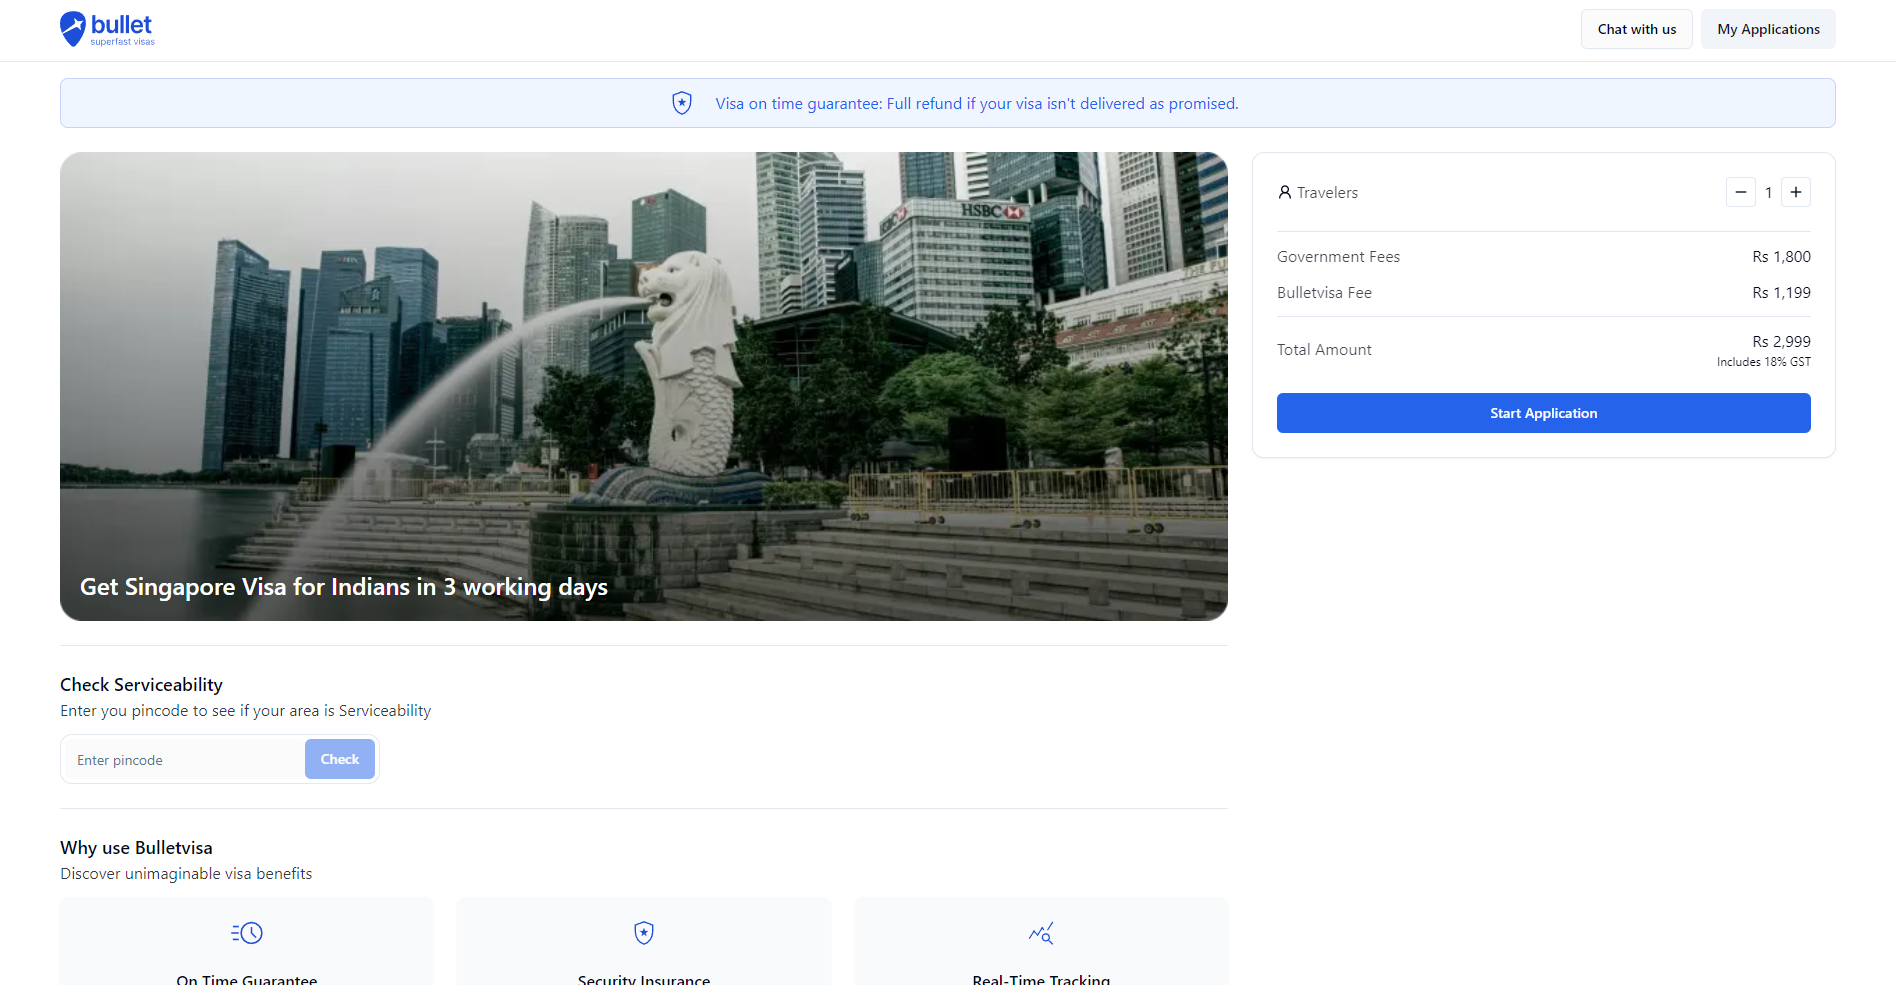 bullet
superfast visas
Chat with us
My Applications
Visa on time guarantee: Full refund if your visa isn't delivered as promised.
HSBC
THE FU
Get Singapore Visa for Indians in 3 working days
Travelers
1
Government Fees
Rs 1,800
Bulletvisa Fee
Rs 1,199
Total Amount
Rs 2,999
Includes 18% GST
Start Application
Check Serviceability
Enter you pincode to see if your area is Serviceability
Enter pincode
Check
Why use Bulletvisa
Discover unimaginable visa benefits
On Time Guarantee
Security Insurance
Real-Time Tracking